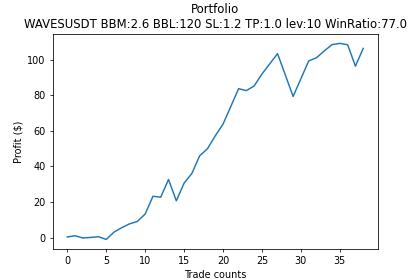 Portfolio
WAVESUSDT BBM:2.6 BBL:120 SL:1.2 TP:1.0 lev:10 WinRatio:77.0
Profit ($)
100
80
60
40
20
0
0 5 10 15 20 25 30 35
Trade counts